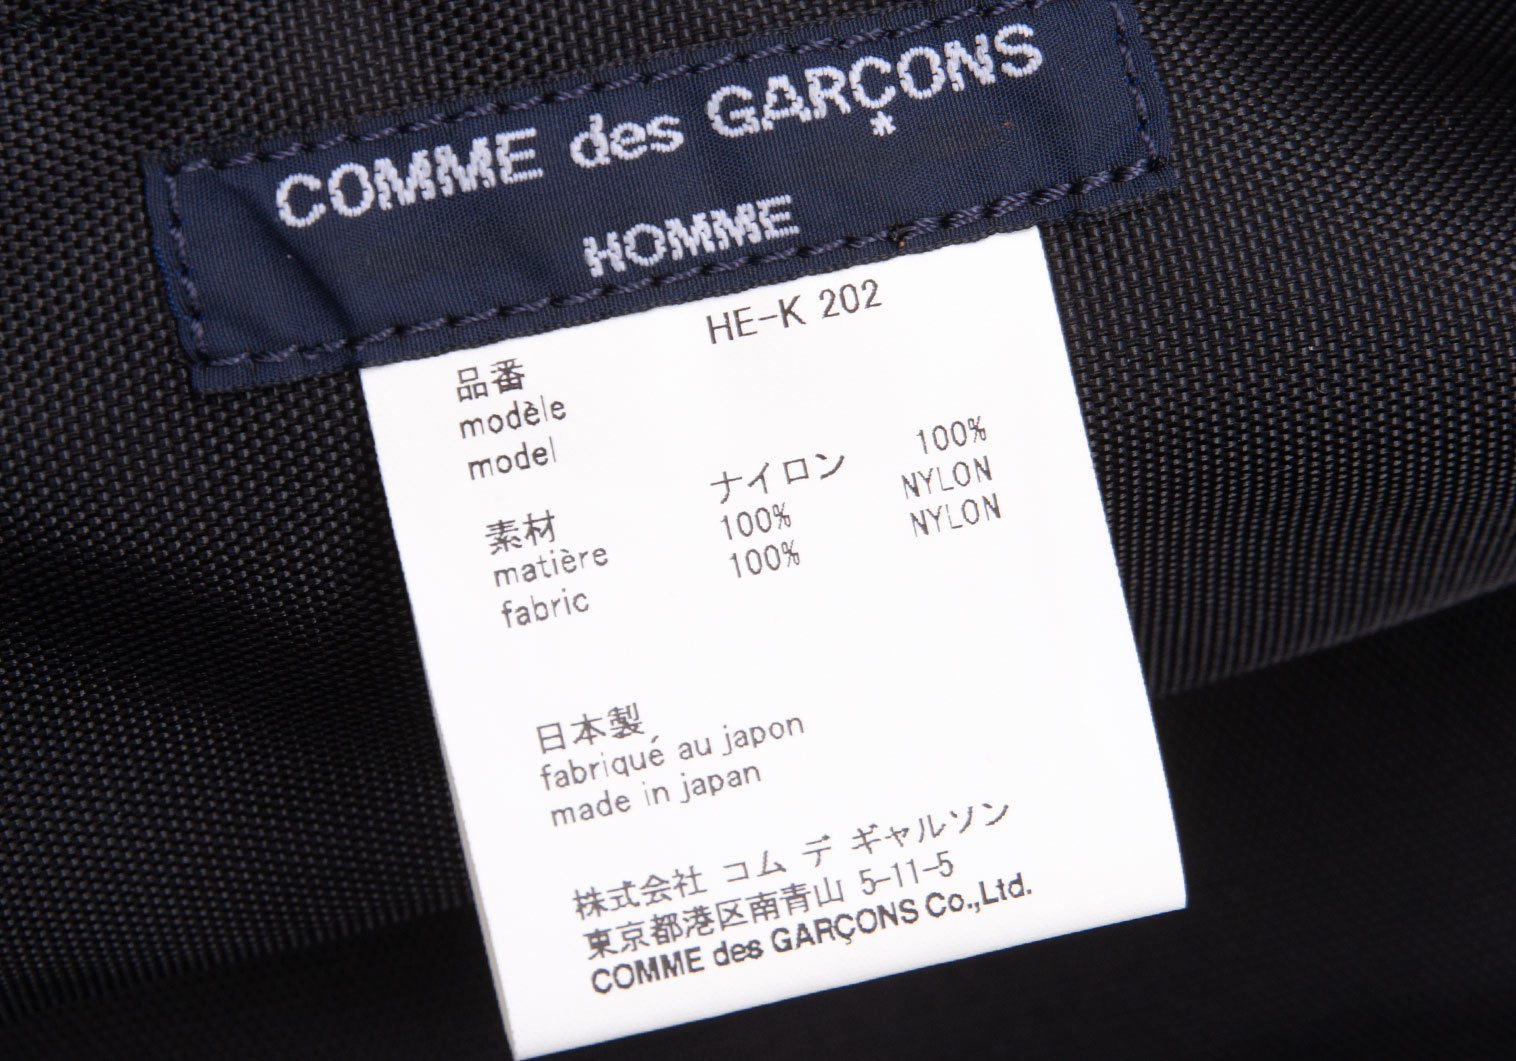 COMME des GARÇONS
*
HOMME
HE-K 202
品番
modèle
model
ナイロン 100%
素材
matière 100% NYLON
fabric 100% NYLON
日本製
fabriqué au japon
made in japan
株式会社 コム デ ギャルソン
東京都港区南青山 5-11-5
COMME des GARÇONS Co.,Ltd.